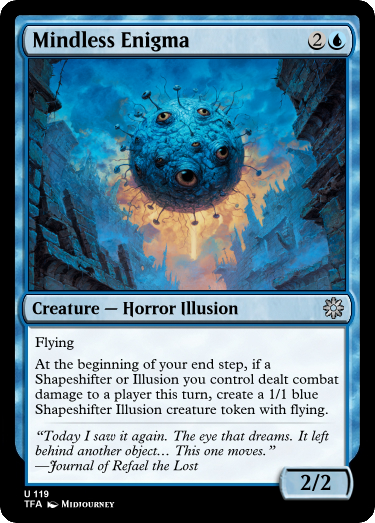 Mindless Enigma 2
Creature — Horror Illusion
Flying
At the beginning of your end step, if a
Shapeshifter or Illusion you control dealt combat
damage to a player this turn, create a 1/1 blue
Shapeshifter Illusion creature token with flying.
“Today I saw it again. The eye that dreams. It left
behind another object… This one moves.”
—Journal of Refael the Lost
2/2
U 119
TFA Midjourney